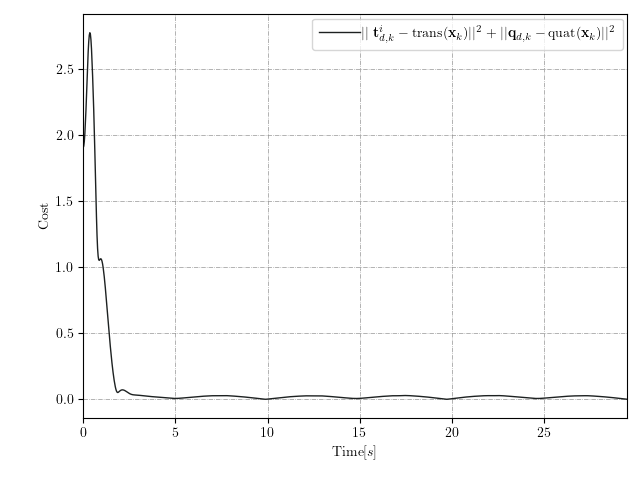 || t^i_{d,k} − trans(x_k)||^2 + ||q_{d,k} − quat(x_k)||^2
2.5
2.0
1.5
1.0
0.5
0.0
Cost
0 5 10 15 20 25
Time[s]